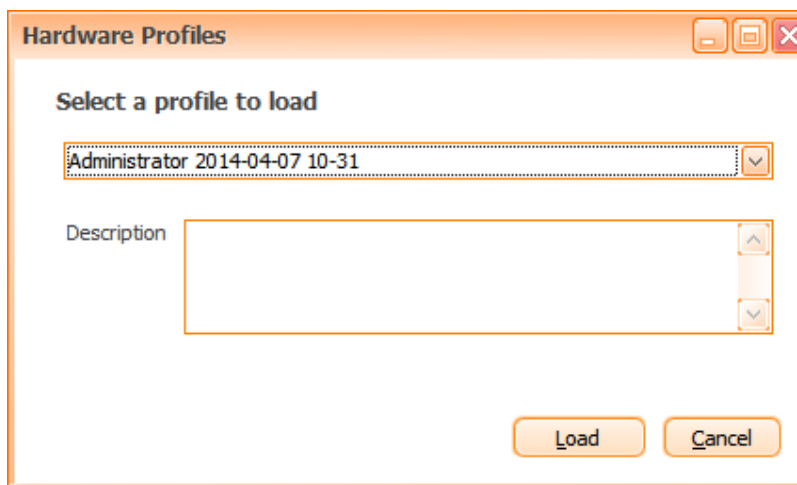 Hardware Profiles
Select a profile to load
Administrator 2014-04-07 10-31
Description
Load
Cancel